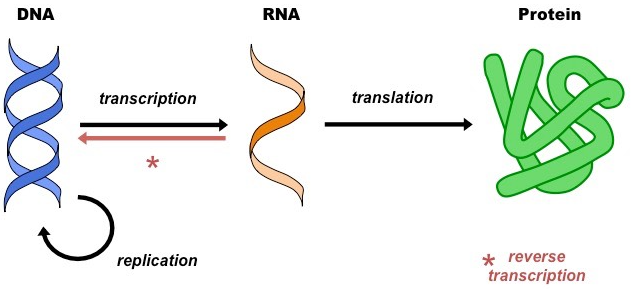 DNA
RNA
Protein
transcription
translation
*
replication
* reverse
transcription